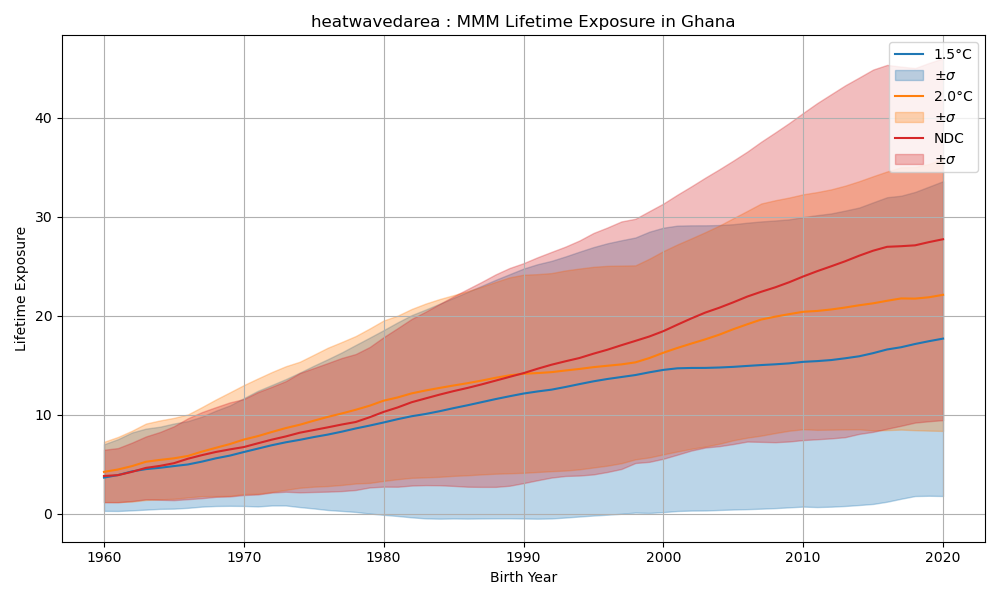 heatwavedarea : MMM Lifetime Exposure in Ghana
1.5°C
±σ
2.0°C
±σ
NDC
±σ
Lifetime Exposure
40
30
20
10
0
1960 1970 1980 1990 2000 2010 2020
Birth Year